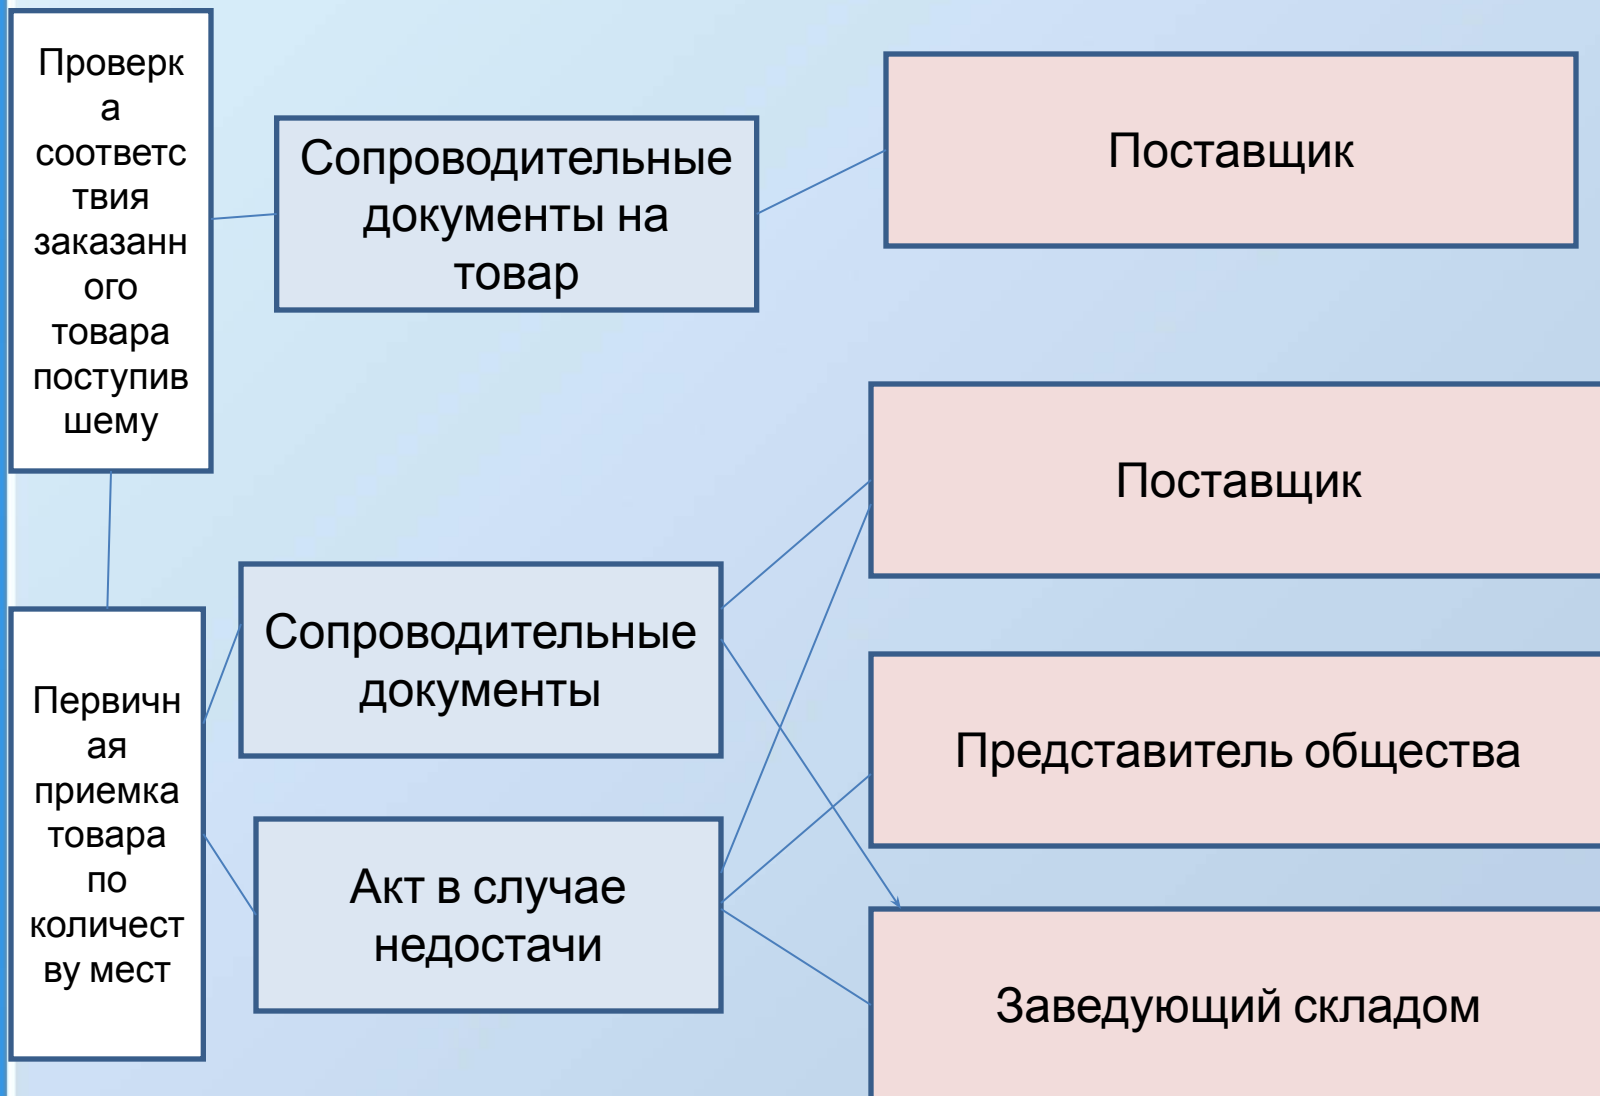 Проверк
а
соответс
твия
заказанн
ого
товара
поступив
шему
Сопроводительные
документы на
товар
Поставщик
Первичн
ая
приемка
товара
по
количест
ву мест
Сопроводительные
документы
Акт в случае
недостачи
Поставщик
Представитель общества
Заведующий складом